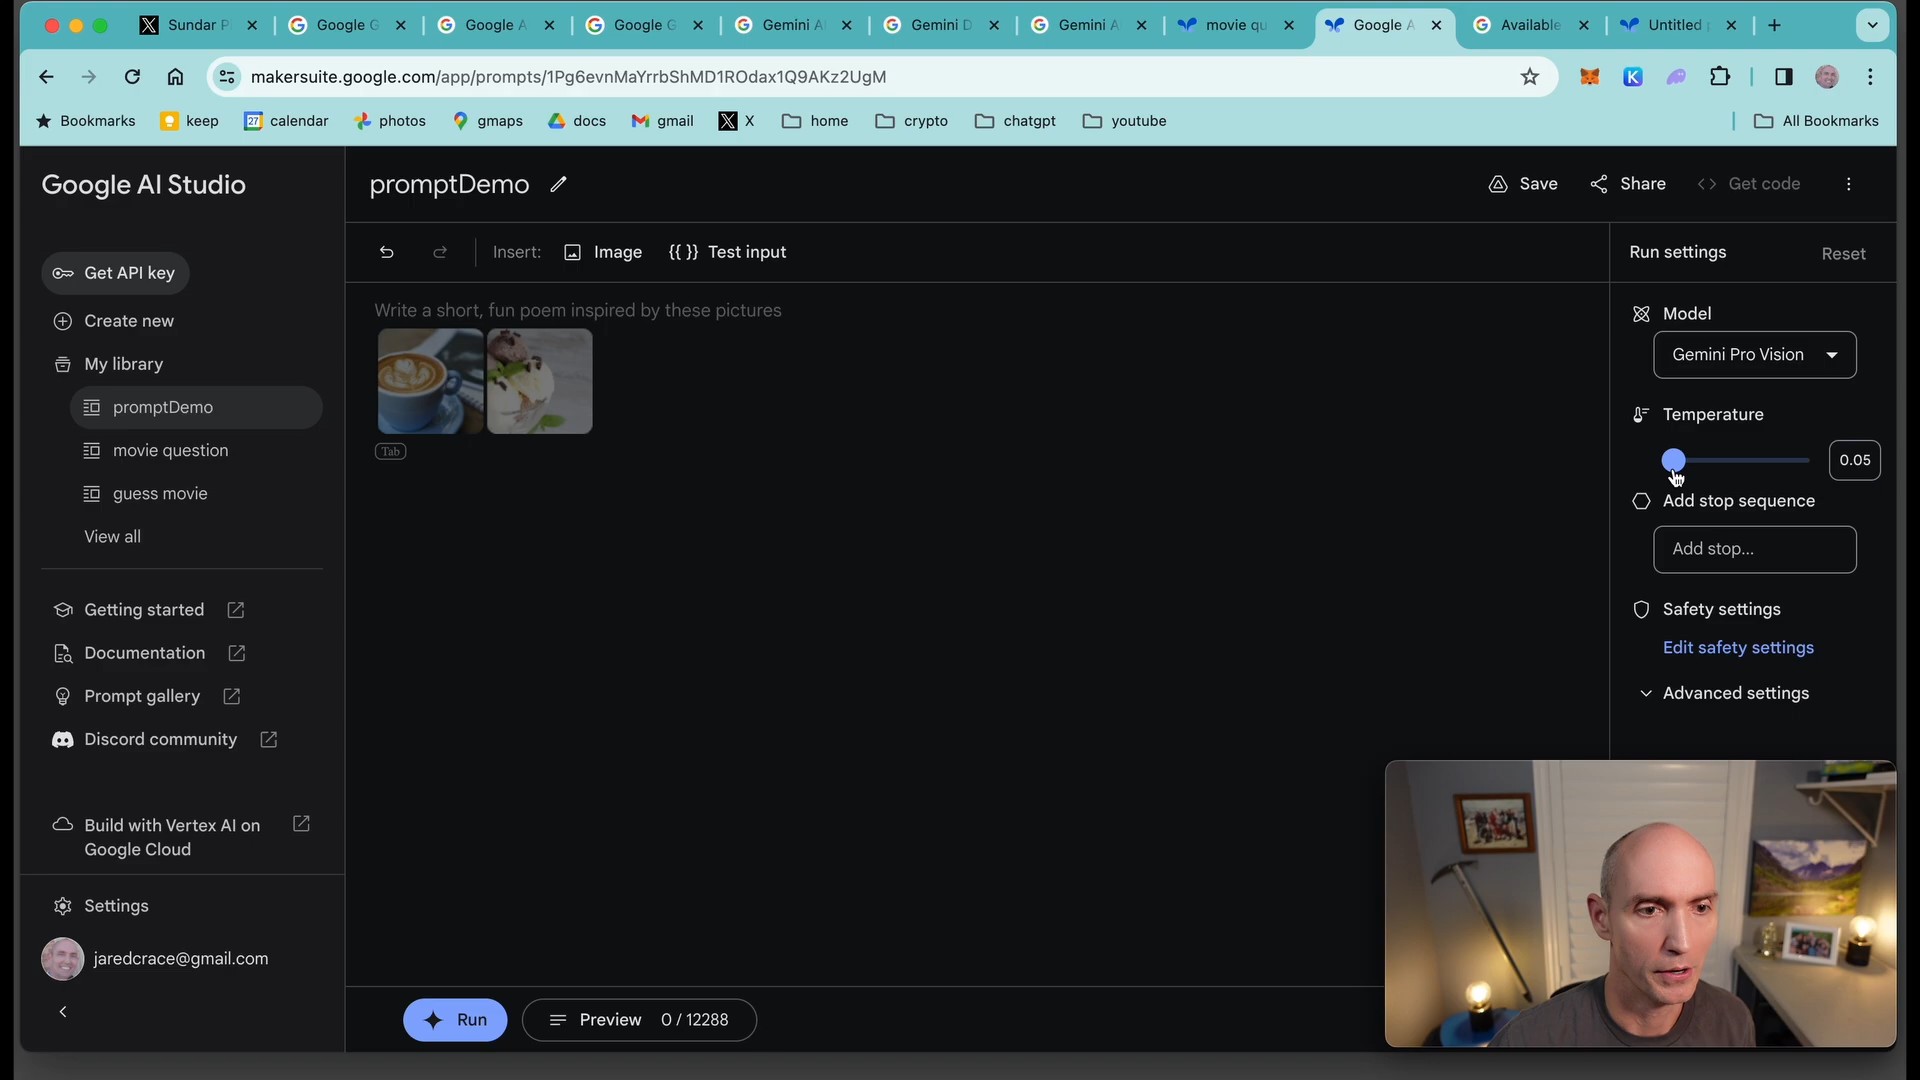 Sundar P
Google G
Google A
Google G
Gemini A
Gemini D
Gemini A
movie qu
Google A
Available
Untitled
makersuite.google.com/app/prompts/1Pg6evnMaYrrbShMD1ROdax1Q9AKz2UgM
Bookmarks
keep
27
calendar
photos
gmaps
docs
gmail
X
home
crypto
chatgpt
youtube
All Bookmarks
Google AI Studio
promptDemo
Save
Share
Get code
Get API key
Create new
My library
promptDemo
movie question
guess movie
View all
Getting started
Documentation
Prompt gallery
Discord community
Build with Vertex AI on
Google Cloud
Settings
jaredcrace@gmail.com
Insert:
Image
{{ }} Test input
Write a short, fun poem inspired by these pictures
Tab
Run
Preview 0 / 12288
Run settings
Reset
Model
Gemini Pro Vision
Temperature
0.05
Add stop sequence
Add stop...
Safety settings
Edit safety settings
Advanced settings